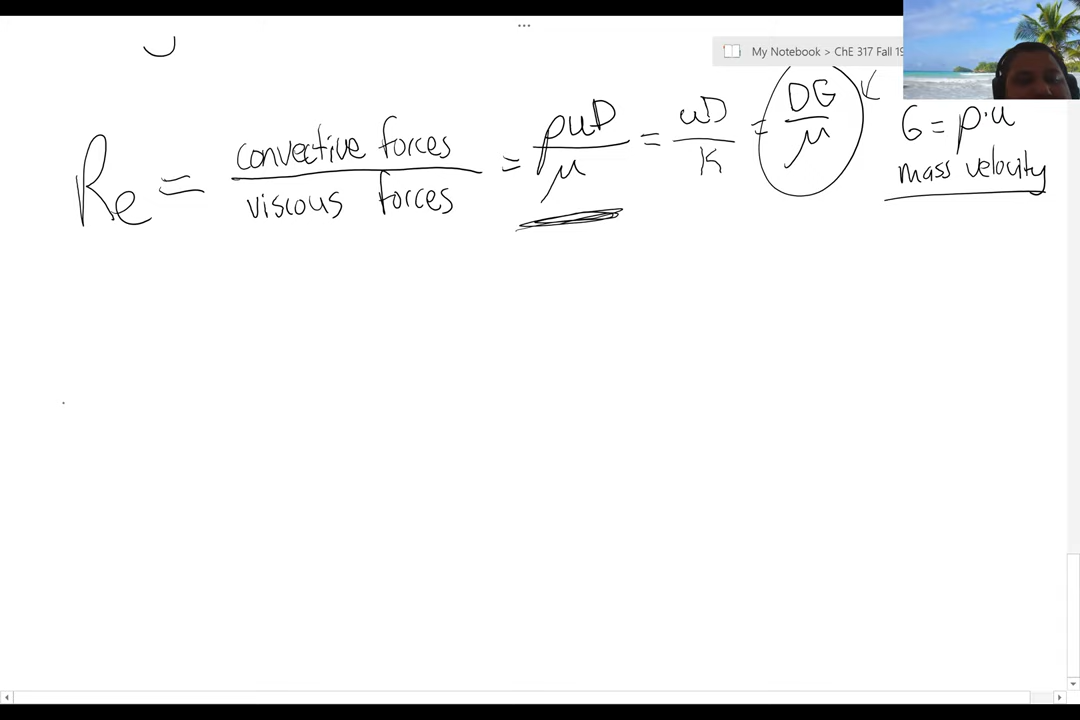 My Notebook > ChE 317 Fall 19
Re = convective forces / viscous forces = ρuD / μ = uD / K = DG / μ
G = ρ·u
mass velocity